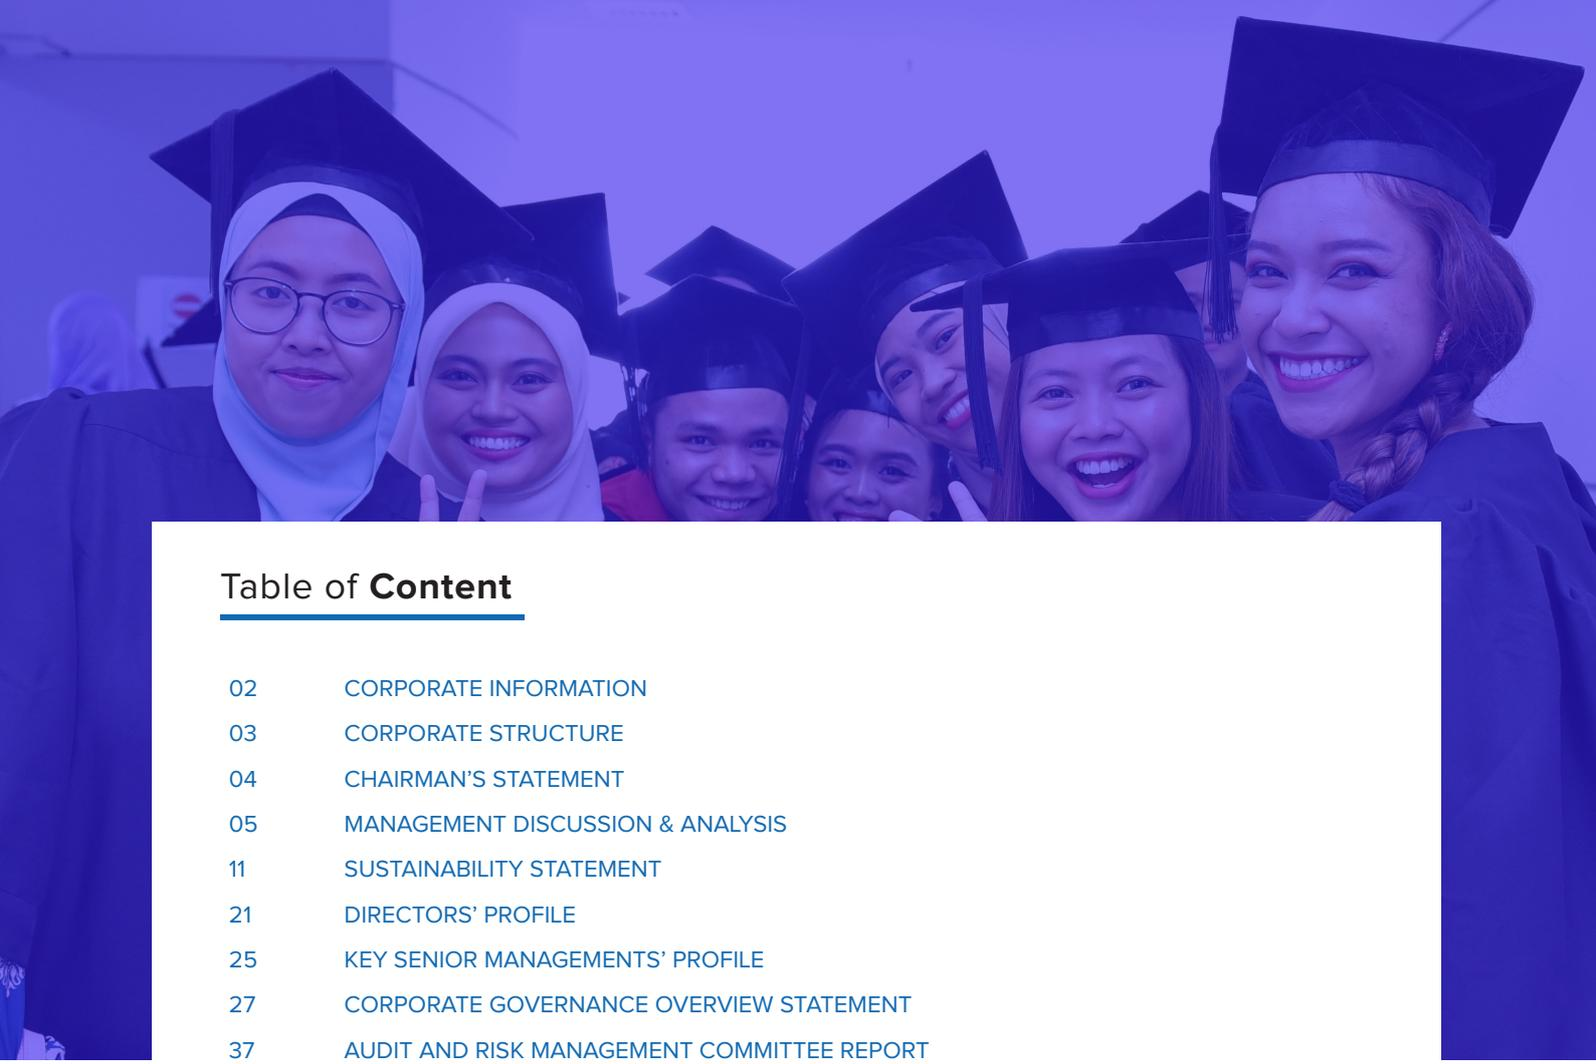 Table of Content
02 CORPORATE INFORMATION
03 CORPORATE STRUCTURE
04 CHAIRMAN’S STATEMENT
05 MANAGEMENT DISCUSSION & ANALYSIS
11 SUSTAINABILITY STATEMENT
21 DIRECTORS’ PROFILE
25 KEY SENIOR MANAGEMENTS’ PROFILE
27 CORPORATE GOVERNANCE OVERVIEW STATEMENT
37 AUDIT AND RISK MANAGEMENT COMMITTEE REPORT